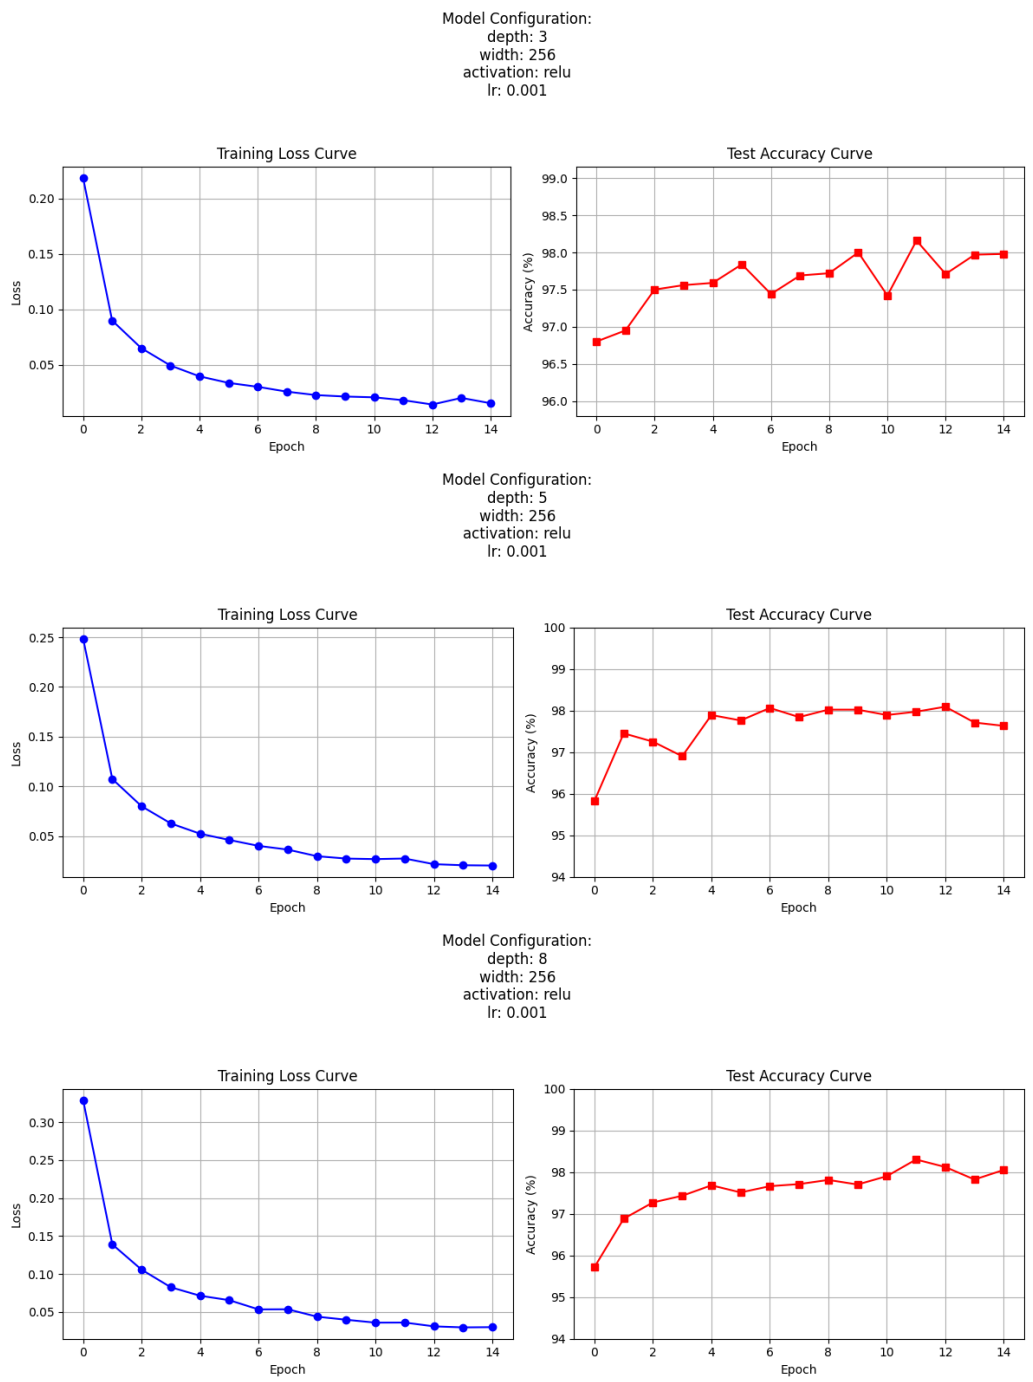 Model Configuration:
depth: 3
width: 256
activation: relu
lr: 0.001
Training Loss Curve
0.20
0.15
0.10
0.05
Loss
0 2 4 6 8 10 12 14
Epoch
Test Accuracy Curve
99.0
98.5
98.0
97.5
97.0
96.5
96.0
Accuracy (%)
0 2 4 6 8 10 12 14
Epoch
Model Configuration:
depth: 5
width: 256
activation: relu
lr: 0.001
Training Loss Curve
0.25
0.20
0.15
0.10
0.05
Loss
0 2 4 6 8 10 12 14
Epoch
Test Accuracy Curve
100
99
98
97
96
95
94
Accuracy (%)
0 2 4 6 8 10 12 14
Epoch
Model Configuration:
depth: 8
width: 256
activation: relu
lr: 0.001
Training Loss Curve
0.30
0.25
0.20
0.15
0.10
0.05
Loss
0 2 4 6 8 10 12 14
Epoch
Test Accuracy Curve
100
99
98
97
96
95
94
Accuracy (%)
0 2 4 6 8 10 12 14
Epoch